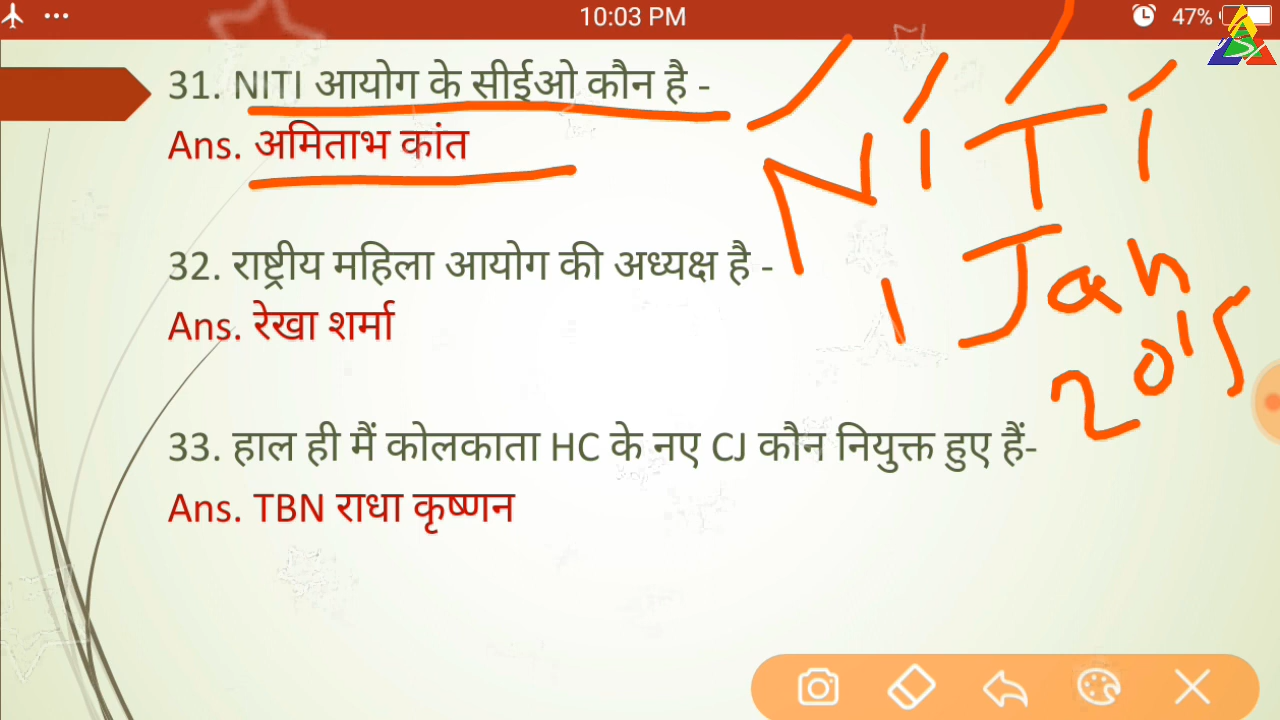 10:03 PM 47%
31. NITI आयोग के सीईओ कौन है -
Ans. अमिताभ कांत
NiTi
1 Jan
2015
32. राष्ट्रीय महिला आयोग की अध्यक्ष है -
Ans. रेखा शर्मा
33. हाल ही मैं कोलकाता HC के नए CJ कौन नियुक्त हुए हैं-
Ans. TBN राधा कृष्णन